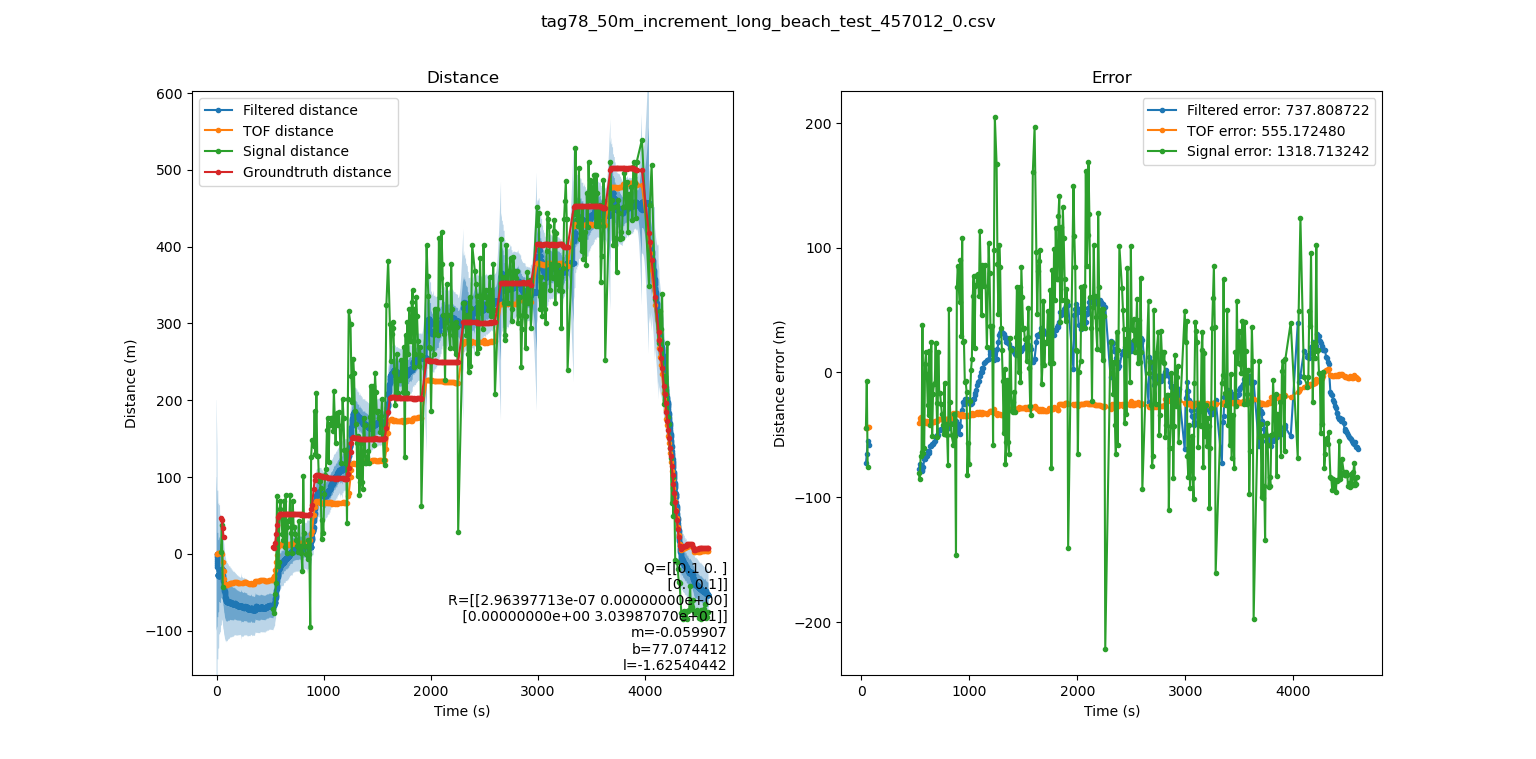 tag78_50m_increment_long_beach_test_457012_0.csv
Distance
Filtered distance
TOF distance
Signal distance
Groundtruth distance
Distance (m)
600
500
400
300
200
100
0
−100
Q=[[0.1 0. ]
[0. 0.1]]
R=[[2.96397713e-07 0.00000000e+00]
[0.00000000e+00 3.03987070e+01]]
m=-0.059907
b=77.074412
l=-1.62540442
0 1000 2000 3000 4000
Time (s)
Error
Filtered error: 737.808722
TOF error: 555.172480
Signal error: 1318.713242
Distance error (m)
200
100
0
−100
−200
0 1000 2000 3000 4000
Time (s)